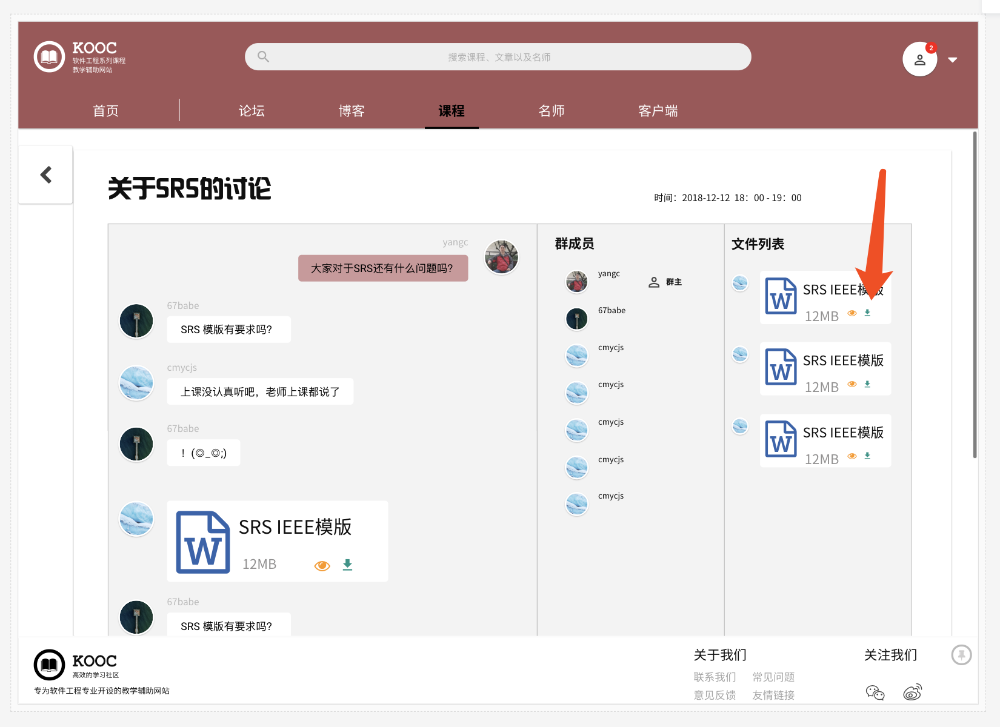 KOOC
软件工程系列课程
教学辅助网站
搜索课程、文章以及名师
2
首页
论坛
博客
课程
名师
客户端
关于SRS的讨论
时间：2018-12-12 18：00 - 19：00
yangc
大家对于SRS还有什么问题吗？
67babe
SRS 模版有要求吗？
cmycjs
上课没认真听吧，老师上课都说了
67babe
！(◎_◎;)
W
SRS IEEE模版
12MB
67babe
SRS 模版有要求吗？
群成员
yangc
群主
67babe
cmycjs
cmycjs
cmycjs
cmycjs
cmycjs
文件列表
W
SRS IEEE模版
12MB
W
SRS IEEE模版
12MB
W
SRS IEEE模版
12MB
KOOC
高效的学习社区
专为软件工程专业开设的教学辅助网站
关于我们
联系我们 常见问题
意见反馈 友情链接
关注我们